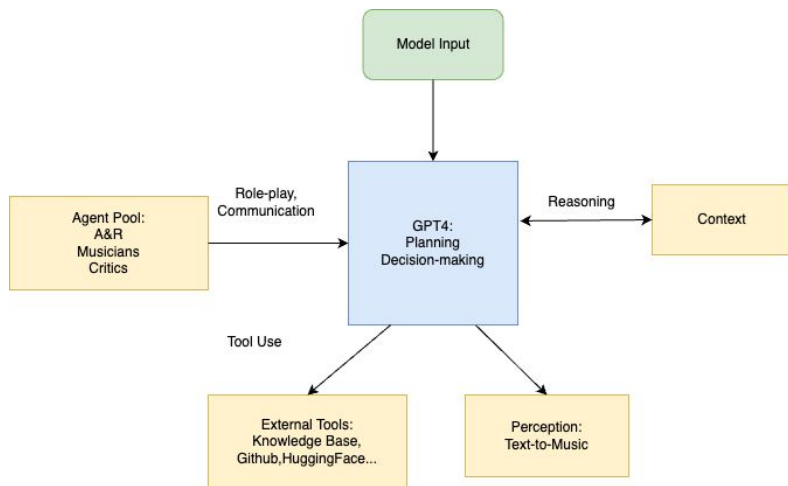 Model Input
Role-play,
Communication
Reasoning
Agent Pool:
A&R
Musicians
Critics
GPT4:
Planning
Decision-making
Context
Tool Use
External Tools:
Knowledge Base,
Github,HuggingFace...
Perception:
Text-to-Music